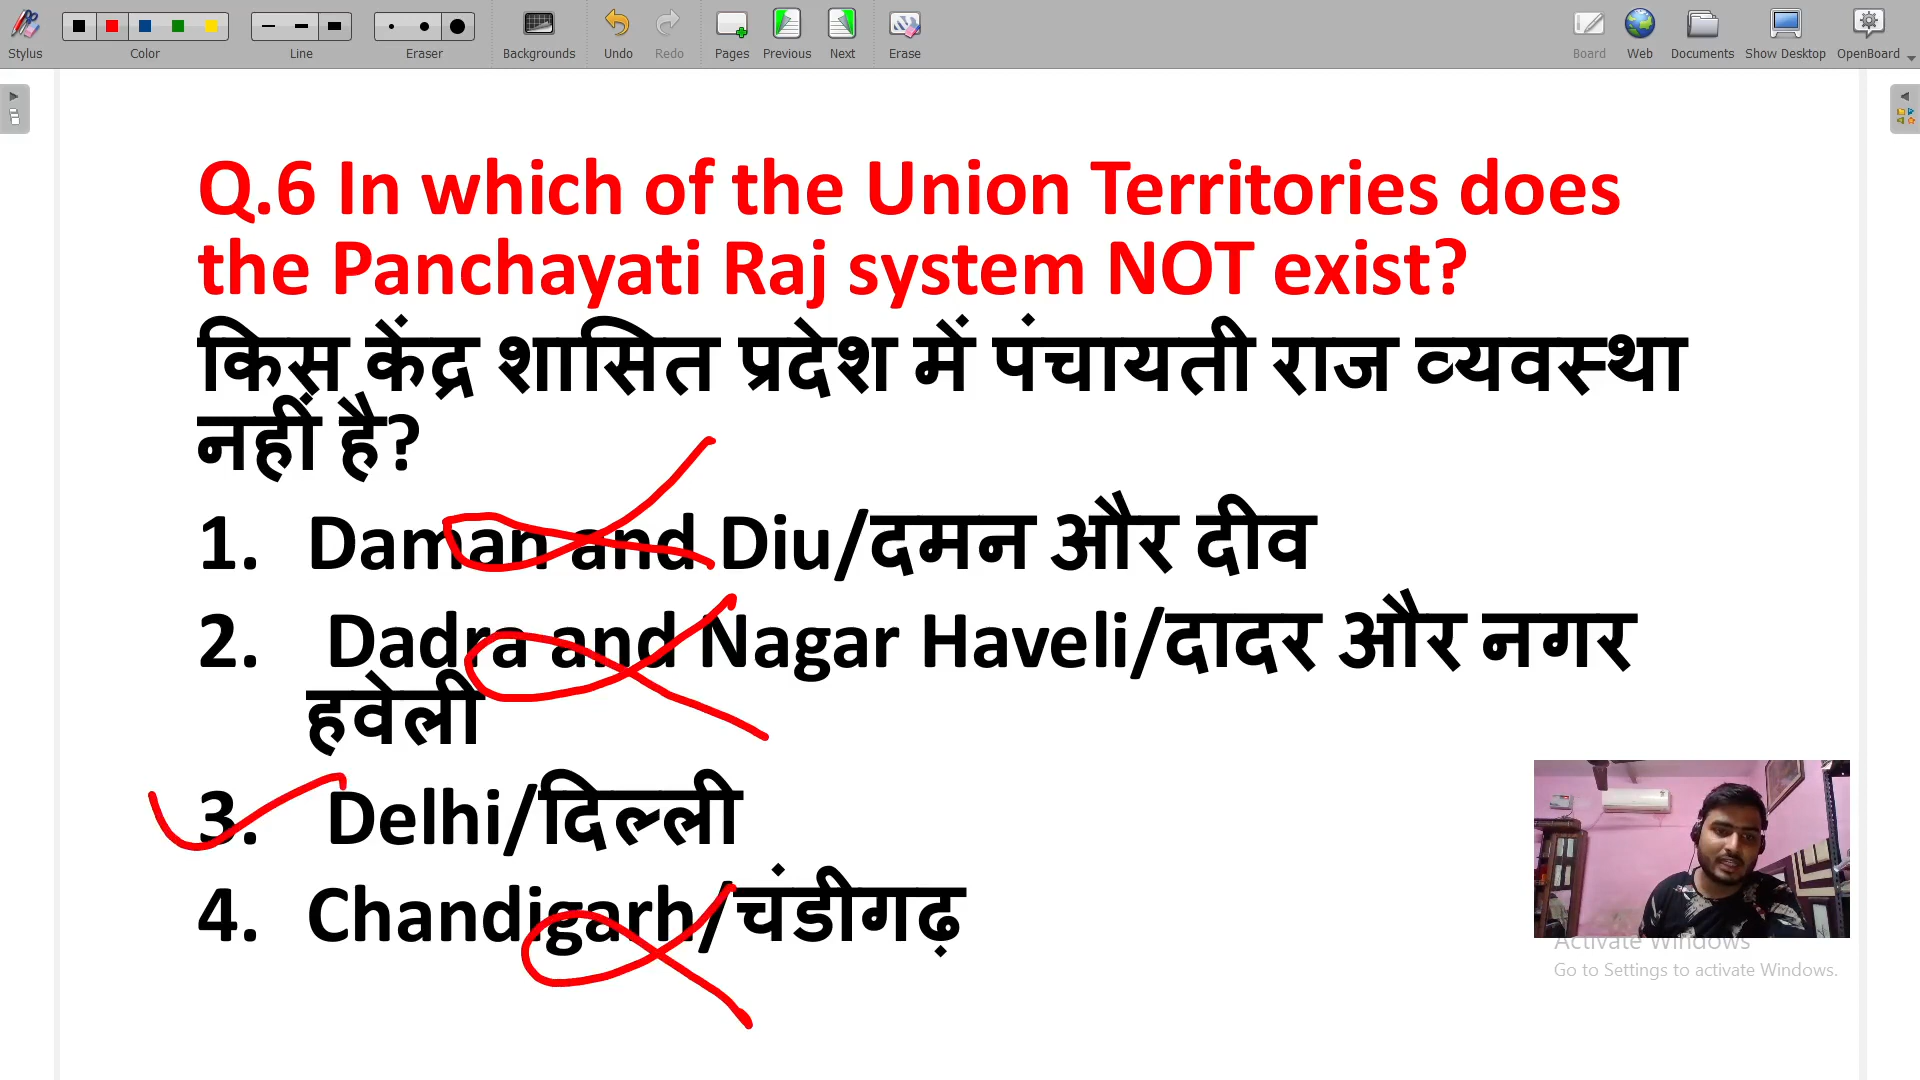 Stylus Color Line Eraser Backgrounds Undo Redo Pages Previous Next Erase Board Web Documents Show Desktop OpenBoard
Q.6 In which of the Union Territories does
the Panchayati Raj system NOT exist?
किस केंद्र शासित प्रदेश में पंचायती राज व्यवस्था
नहीं है?
1. Daman and Diu/दमन और दीव
2. Dadra and Nagar Haveli/दादर और नगर
हवेली
3. Delhi/दिल्ली
4. Chandigarh/चंडीगढ़
Activate Windows
Go to Settings to activate Windows.